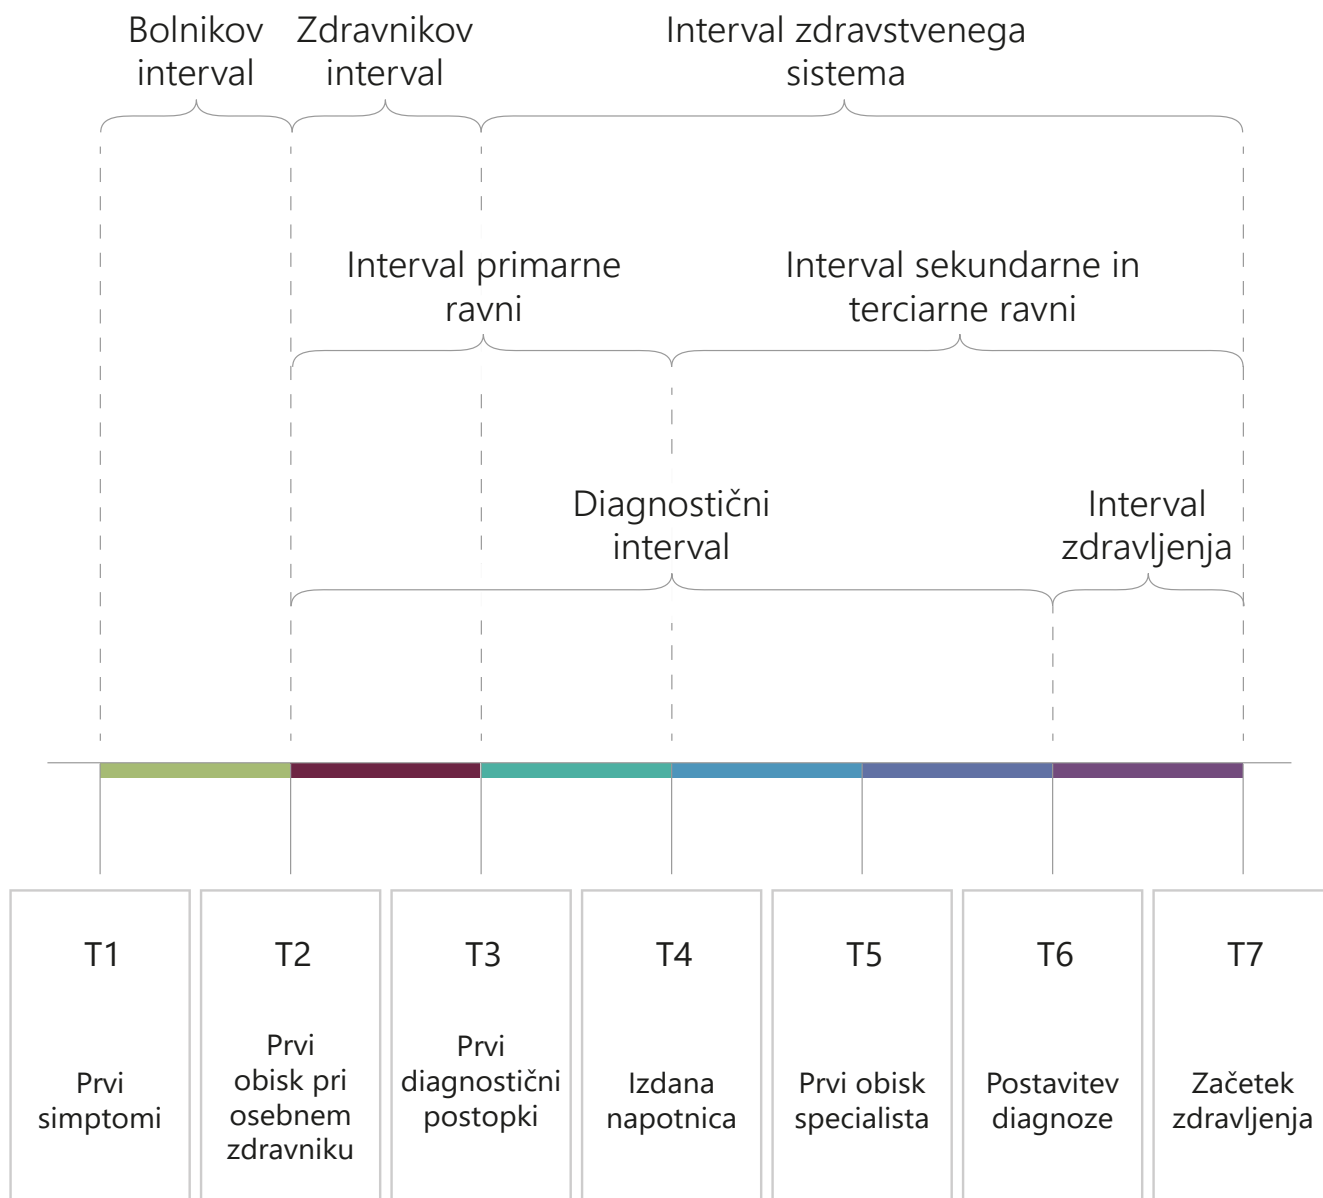 Bolnikov
interval
Zdravnikov
interval
Interval zdravstvenega
sistema
Interval primarne
ravni
Interval sekundarne in
terciarne ravni
Diagnostični
interval
Interval
zdravljenja
T1
Prvi
simptomi
T2
Prvi
obisk pri
osebnem
zdravniku
T3
Prvi
diagnostični
postopki
T4
Izdana
napotnica
T5
Prvi obisk
specialista
T6
Postavitev
diagnoze
T7
Začetek
zdravljenja